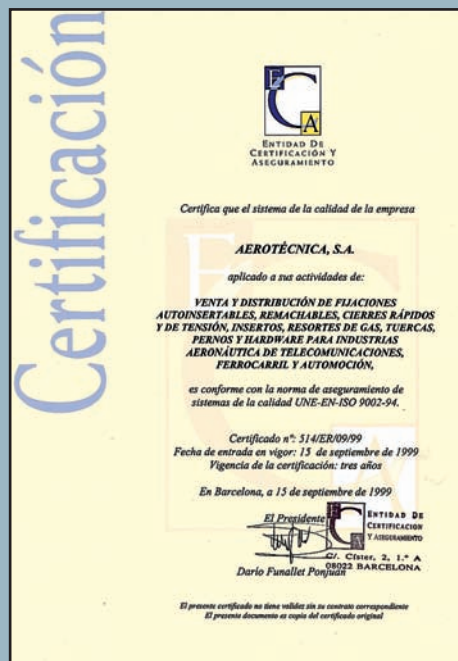 Certificación
E C A
ENTIDAD DE
CERTIFICACIÓN Y
ASEGURAMIENTO
Certifica que el sistema de la calidad de la empresa
AEROTÉCNICA, S.A.
aplicado a sus actividades de:
VENTA Y DISTRIBUCIÓN DE FIJACIONES
AUTOINSERTABLES, REMACHABLES, CIERRES RÁPIDOS
Y DE TENSIÓN, INSERTOS, RESORTES DE GAS, TUERCAS,
PERNOS Y HARDWARE PARA INDUSTRIAS
AERONÁUTICA DE TELECOMUNICACIONES,
FERROCARRIL Y AUTOMOCIÓN,
es conforme con la norma de aseguramiento de
sistemas de la calidad UNE-EN-ISO 9002-94.
Certificado nº: 514/ER/09/99
Fecha de entrada en vigor: 15 de septiembre de 1999
Vigencia de la certificación: tres años
En Barcelona, a 15 de septiembre de 1999
El Presidente
E C A
ENTIDAD DE
CERTIFICACION
Y ASEGURAMIENTO
C/. Císter, 2, 1.º A
08022 BARCELONA
Darío Funallet Ponjuan
El presente certificado no tiene validez sin su contrato correspondiente
El presente documento es copia del certificado original